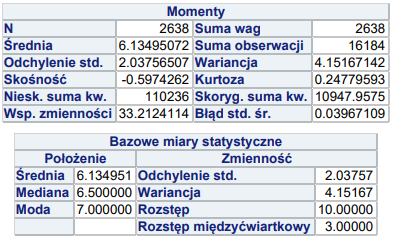 Momenty
N 2638 Suma wag 2638
Średnia 6.13495072 Suma obserwacji 16184
Odchylenie std. 2.03756507 Wariancja 4.15167142
Skośność -0.5974262 Kurtoza 0.24779593
Niesk. suma kw. 110236 Skoryg. suma kw. 10947.9575
Wsp. zmienności 33.2124114 Błąd std. śr. 0.03967109
Bazowe miary statystyczne
Położenie Zmienność
Średnia 6.134951 Odchylenie std. 2.03757
Mediana 6.500000 Wariancja 4.15167
Moda 7.000000 Rozstęp 10.00000
Rozstęp międzyćwiartkowy 3.00000